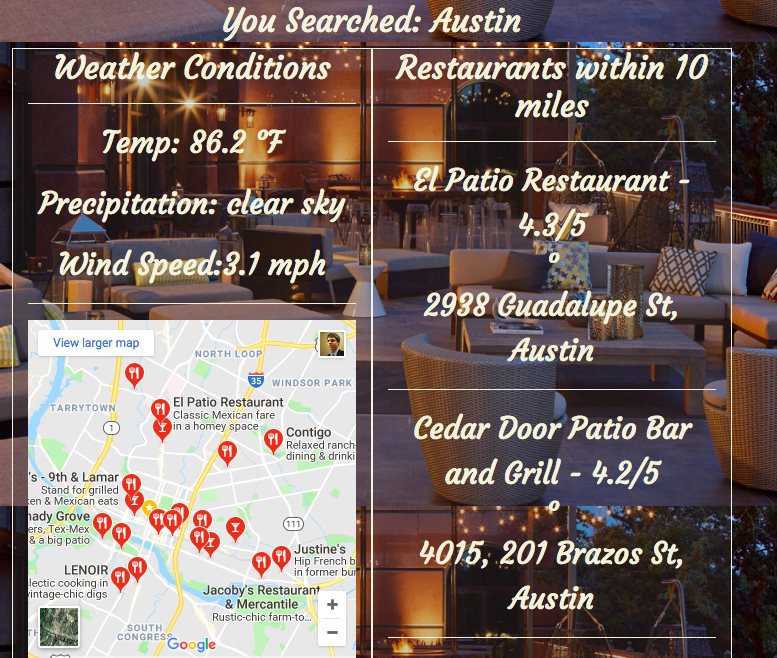 You Searched: Austin
Weather Conditions
Temp: 86.2 °F
Precipitation: clear sky
Wind Speed:3.1 mph
View larger map
NORTH LOOP
35
WINDSOR PARK
TARRYTOWN
1
El Patio Restaurant
Classic Mexican fare
in a homey space
Contigo
Relaxed ranch-
dining & drinki
's - 9th & Lamar
Stand for grilled
ken & Mexican eats
hady Grove
ers, Tex-Mex
& a big patio
111
Justine's
Hip French b
in former bur
LENOIR
clectic cooking in
vintage-chic digs
Jacoby's Restaurant
& Mercantile
Rustic-chic farm-to...
SOUTH
CONGRESS
Google
+
−
Restaurants within 10
miles
El Patio Restaurant -
4.3/5
°
2938 Guadalupe St,
Austin
Cedar Door Patio Bar
and Grill - 4.2/5
°
4015, 201 Brazos St,
Austin